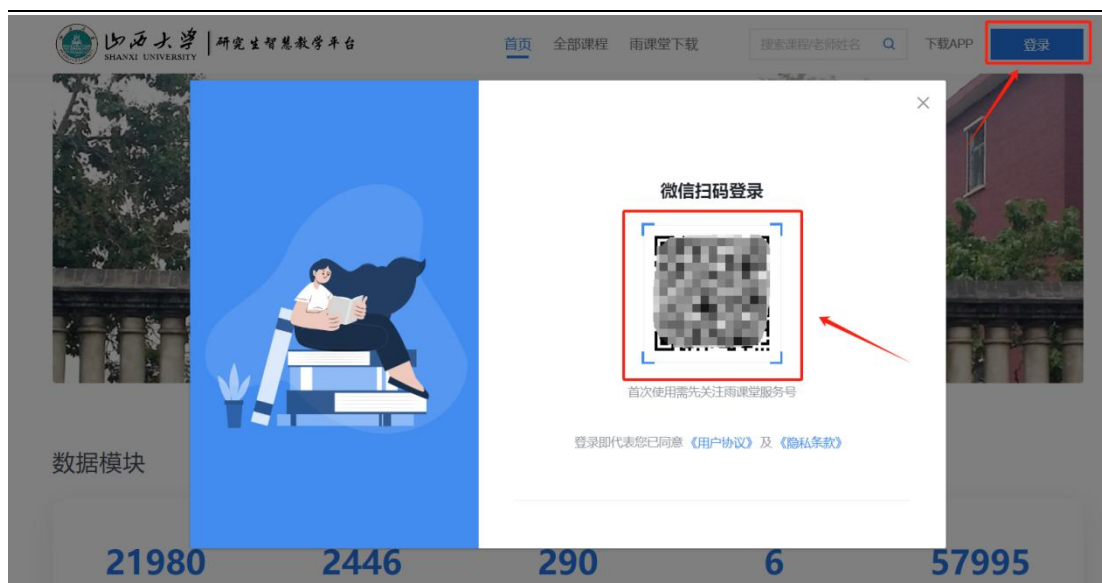 山西大学 研究生智慧教学平台
SHANXI UNIVERSITY
首页 全部课程 雨课堂下载 搜索课程/老师姓名 下载APP 登录
微信扫码登录
首次使用需先关注雨课堂服务号
登录即代表您已同意《用户协议》及《隐私条款》
数据模块
21980 2446 290 6 57995